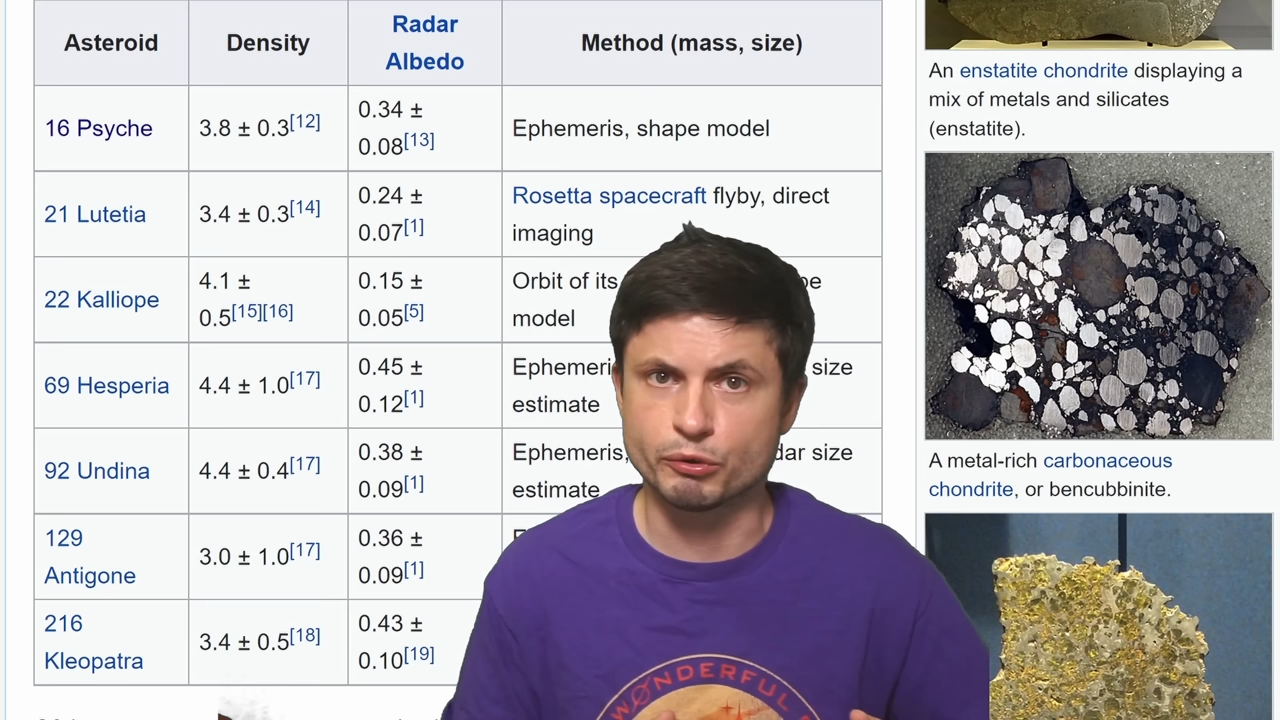 Asteroid
Density
Radar
Albedo
Method (mass, size)
16 Psyche
3.8 ± 0.3[12]
0.34 ±
0.08[13]
Ephemeris, shape model
21 Lutetia
3.4 ± 0.3[14]
0.24 ±
0.07[1]
Rosetta spacecraft flyby, direct
imaging
22 Kalliope
4.1 ±
0.5[15][16]
0.15 ±
0.05[5]
Orbit of its
model
69 Hesperia
4.4 ± 1.0[17]
0.45 ±
0.12[1]
size
estimate
92 Undina
4.4 ± 0.4[17]
0.38 ±
0.09[1]
Ephemeris, size
estimate
129
Antigone
3.0 ± 1.0[17]
0.36 ±
0.09[1]
216
Kleopatra
3.4 ± 0.5[18]
0.43 ±
0.10[19]
An enstatite chondrite displaying a
mix of metals and silicates
(enstatite).
A metal-rich carbonaceous
chondrite, or bencubbinite.
WONDERFUL